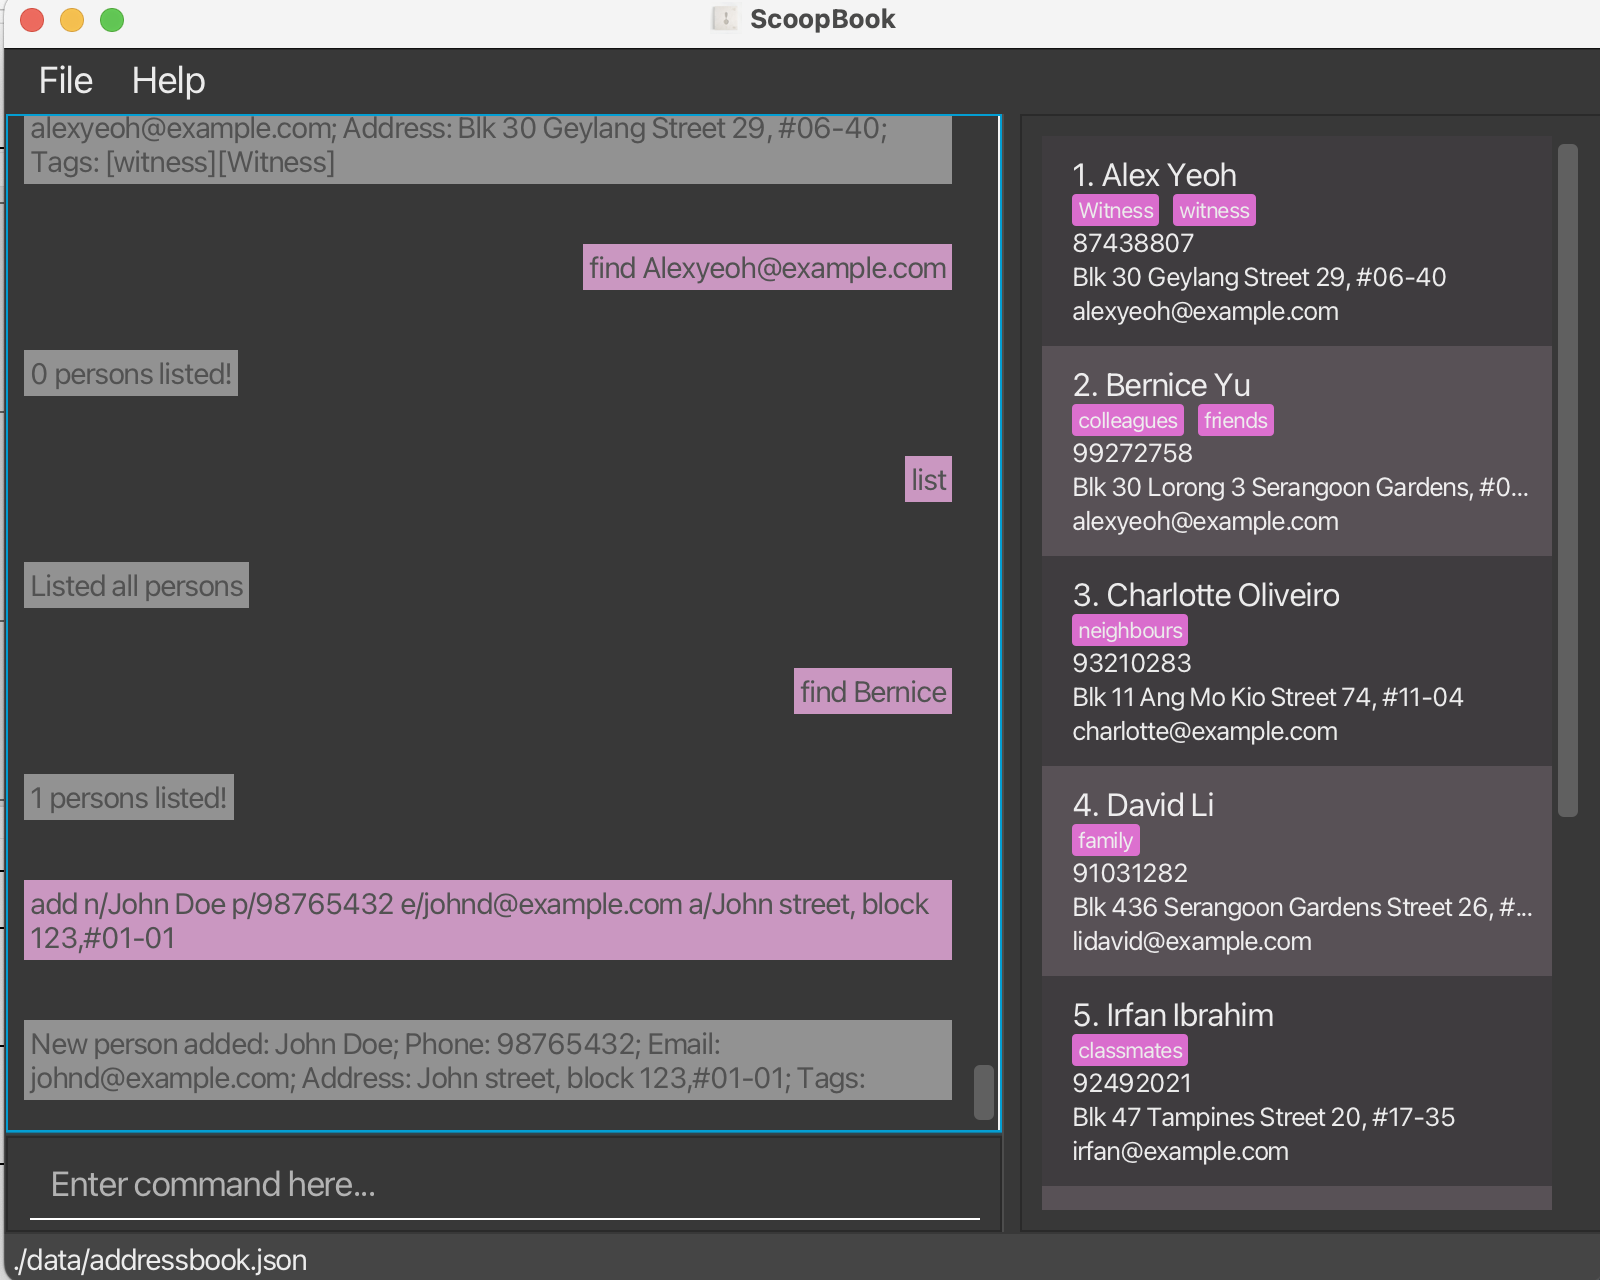 ScoopBook
File Help
alexyeoh@example.com; Address: Blk 30 Geylang Street 29, #06-40;
Tags: [witness][Witness]
find Alexyeoh@example.com
0 persons listed!
list
Listed all persons
find Bernice
1 persons listed!
add n/John Doe p/98765432 e/johnd@example.com a/John street, block
123,#01-01
New person added: John Doe; Phone: 98765432; Email:
johnd@example.com; Address: John street, block 123,#01-01; Tags:
Enter command here...
1. Alex Yeoh
Witness witness
87438807
Blk 30 Geylang Street 29, #06-40
alexyeoh@example.com
2. Bernice Yu
colleagues friends
99272758
Blk 30 Lorong 3 Serangoon Gardens, #0...
alexyeoh@example.com
3. Charlotte Oliveiro
neighbours
93210283
Blk 11 Ang Mo Kio Street 74, #11-04
charlotte@example.com
4. David Li
family
91031282
Blk 436 Serangoon Gardens Street 26, #...
lidavid@example.com
5. Irfan Ibrahim
classmates
92492021
Blk 47 Tampines Street 20, #17-35
irfan@example.com
./data/addressbook.json